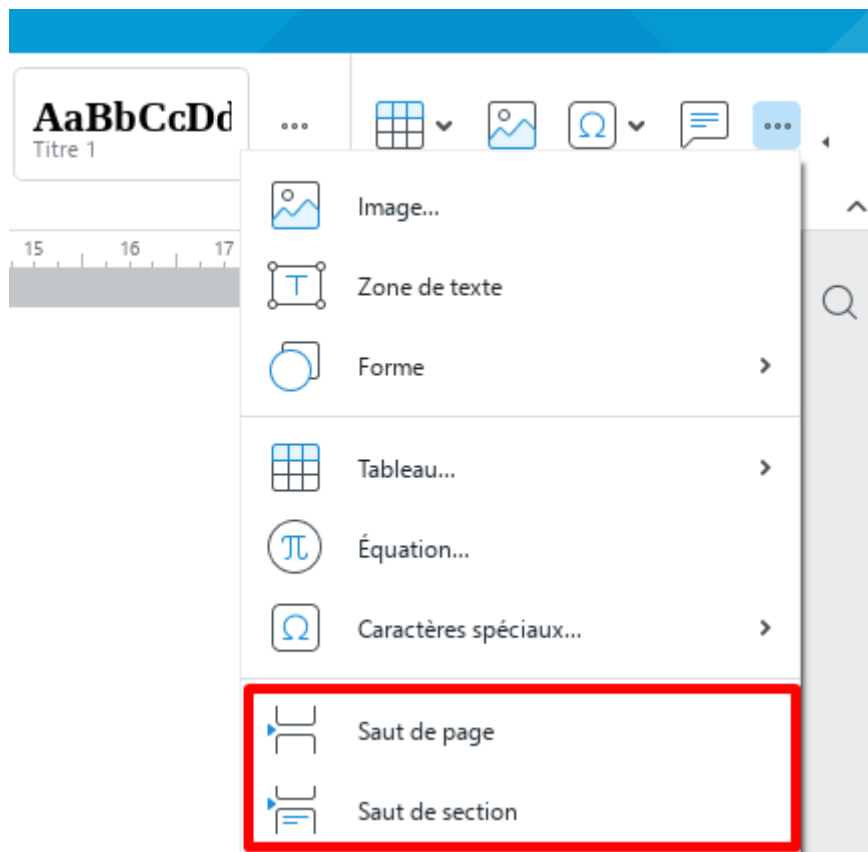 AaBbCcDd
Titre 1
15 16 17
Image...
Zone de texte
Forme
Tableau...
Équation...
Caractères spéciaux...
Saut de page
Saut de section